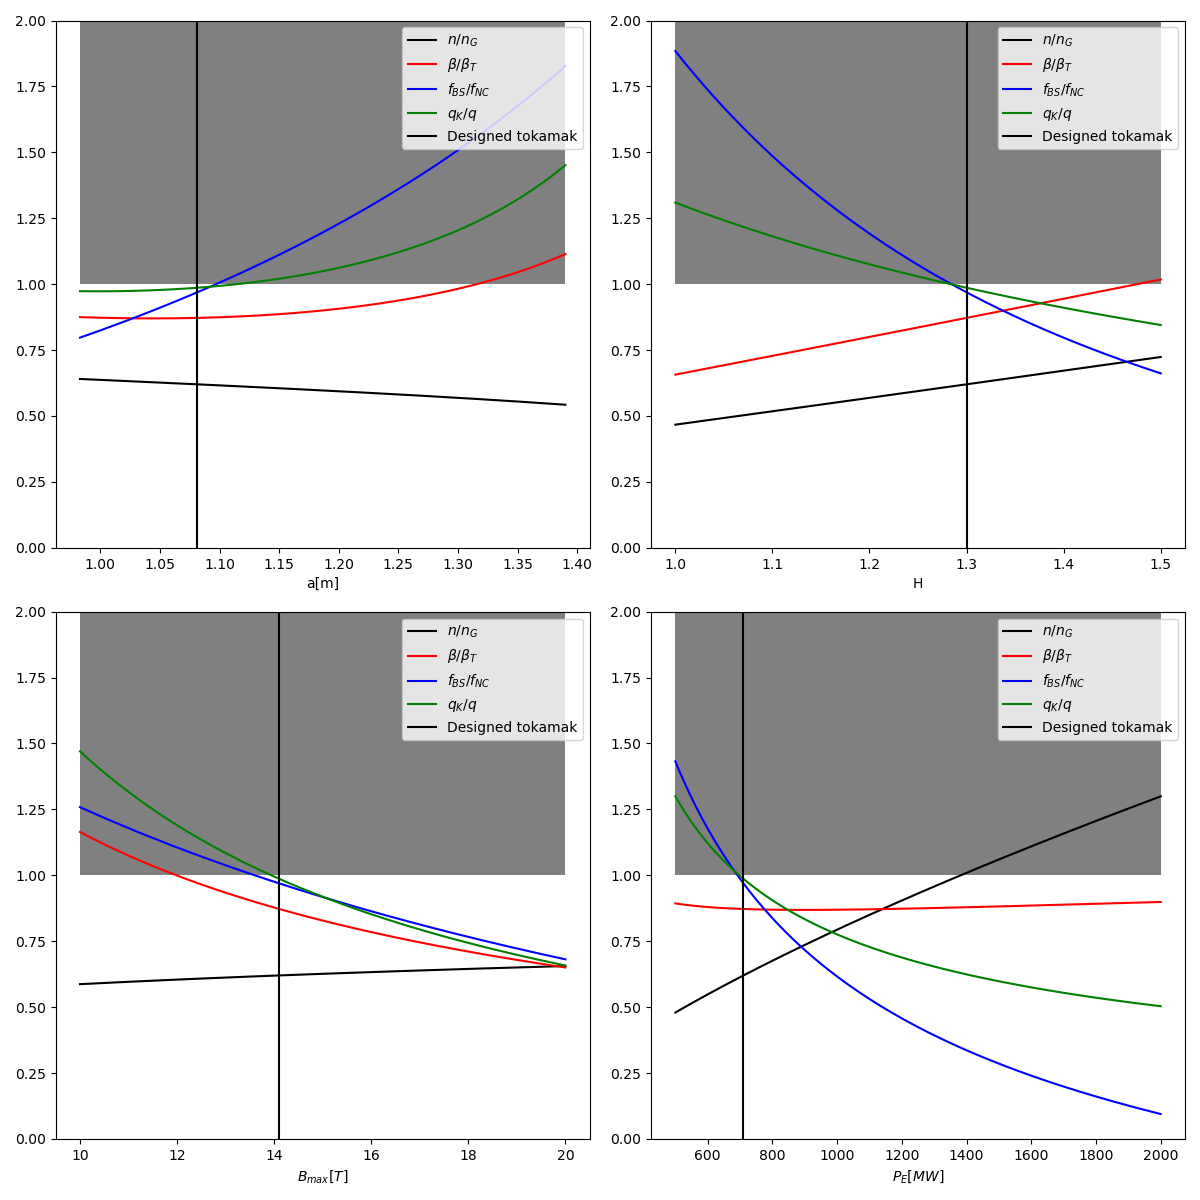 2.00
1.75
1.50
1.25
1.00
0.75
0.50
0.25
0.00
1.00 1.05 1.10 1.15 1.20 1.25 1.30 1.35 1.40
a[m]
n/n_G
β/β_T
f_BS/f_NC
q_K/q
Designed tokamak
2.00
1.75
1.50
1.25
1.00
0.75
0.50
0.25
0.00
1.0 1.1 1.2 1.3 1.4 1.5
H
n/n_G
β/β_T
f_BS/f_NC
q_K/q
Designed tokamak
2.00
1.75
1.50
1.25
1.00
0.75
0.50
0.25
0.00
10 12 14 16 18 20
B_max[T]
n/n_G
β/β_T
f_BS/f_NC
q_K/q
Designed tokamak
2.00
1.75
1.50
1.25
1.00
0.75
0.50
0.25
0.00
600 800 1000 1200 1400 1600 1800 2000
P_E[MW]
n/n_G
β/β_T
f_BS/f_NC
q_K/q
Designed tokamak